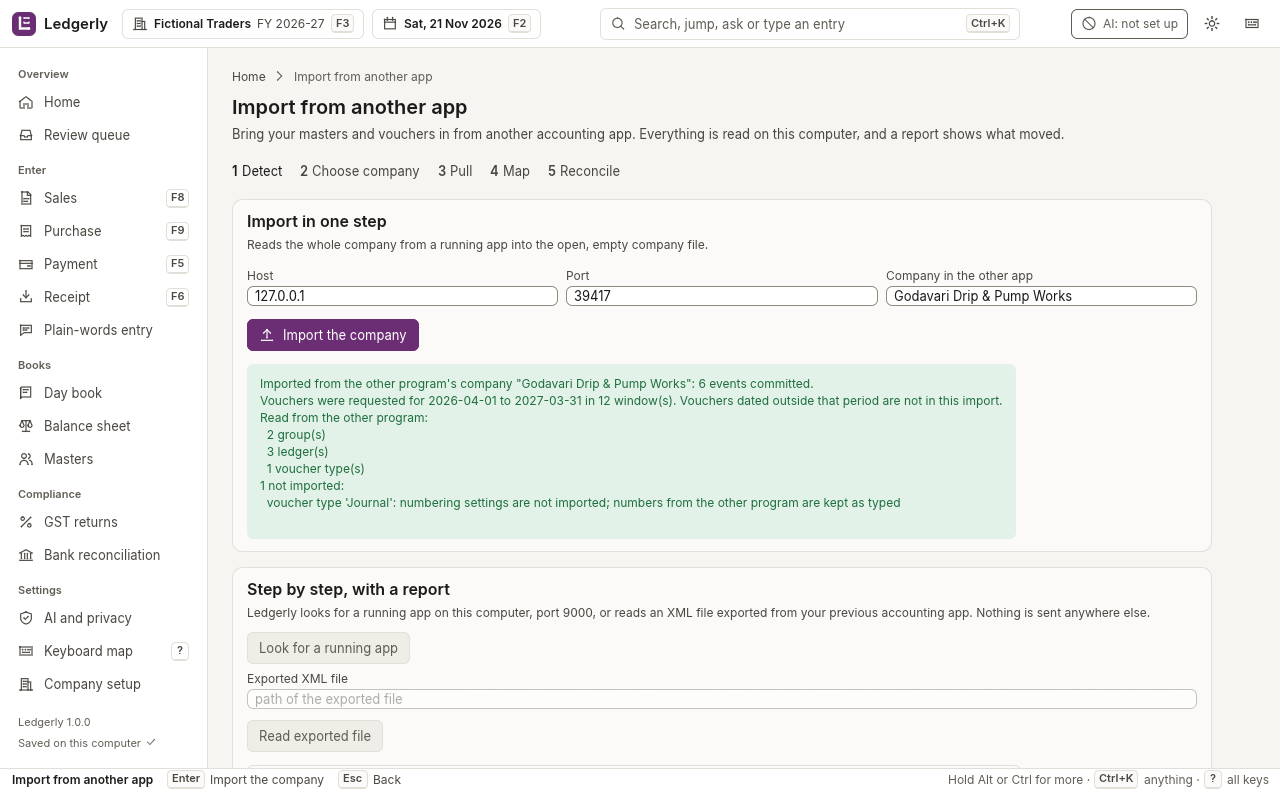 Ledgerly
Fictional Traders FY 2026-27 F3
Sat, 21 Nov 2026 F2
Search, jump, ask or type an entry Ctrl+K
AI: not set up
Overview
Home
Review queue
Enter
Sales F8
Purchase F9
Payment F5
Receipt F6
Plain-words entry
Books
Day book
Balance sheet
Masters
Compliance
GST returns
Bank reconciliation
Settings
AI and privacy
Keyboard map ?
Company setup
Ledgerly 1.0.0
Saved on this computer
Home Import from another app
Import from another app
Bring your masters and vouchers in from another accounting app. Everything is read on this computer, and a report shows what moved.
1 Detect 2 Choose company 3 Pull 4 Map 5 Reconcile
Import in one step
Reads the whole company from a running app into the open, empty company file.
Host Port Company in the other app
127.0.0.1 39417 Godavari Drip & Pump Works
Import the company
Imported from the other program's company "Godavari Drip & Pump Works": 6 events committed.
Vouchers were requested for 2026-04-01 to 2027-03-31 in 12 window(s). Vouchers dated outside that period are not in this import.
Read from the other program:
2 group(s)
3 ledger(s)
1 voucher type(s)
1 not imported:
voucher type 'Journal': numbering settings are not imported; numbers from the other program are kept as typed
Step by step, with a report
Ledgerly looks for a running app on this computer, port 9000, or reads an XML file exported from your previous accounting app. Nothing is sent anywhere else.
Look for a running app
Exported XML file
path of the exported file
Read exported file
Import from another app Enter Import the company Esc Back
Hold Alt or Ctrl for more · Ctrl+K anything · ? all keys